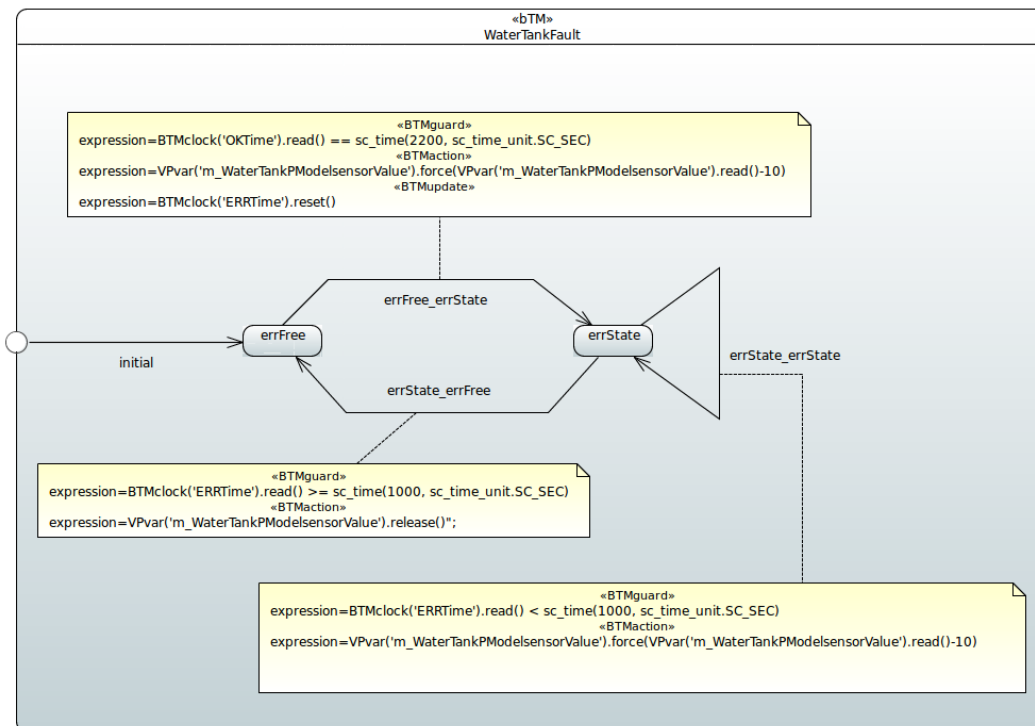 «bTM»
WaterTankFault
«BTMguard»
expression=BTMclock('OKTime').read() == sc_time(2200, sc_time_unit.SC_SEC)
«BTMaction»
expression=VPvar('m_WaterTankPModelsensorValue').force(VPvar('m_WaterTankPModelsensorValue').read()-10)
«BTMupdate»
expression=BTMclock('ERRTime').reset()
errFree_errState
errFree
errState
initial
errState_errState
errState_errFree
«BTMguard»
expression=BTMclock('ERRTime').read() >= sc_time(1000, sc_time_unit.SC_SEC)
«BTMaction»
expression=VPvar('m_WaterTankPModelsensorValue').release()";
«BTMguard»
expression=BTMclock('ERRTime').read() < sc_time(1000, sc_time_unit.SC_SEC)
«BTMaction»
expression=VPvar('m_WaterTankPModelsensorValue').force(VPvar('m_WaterTankPModelsensorValue').read()-10)